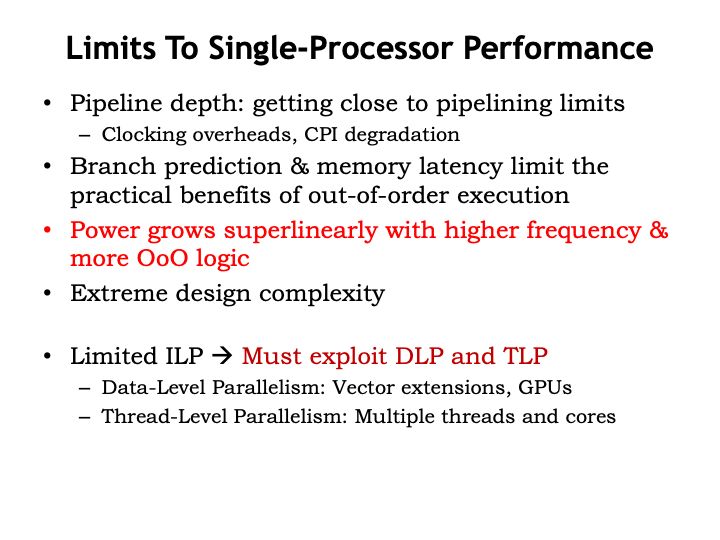 Limits To Single-Processor Performance
• Pipeline depth: getting close to pipelining limits
– Clocking overheads, CPI degradation
• Branch prediction & memory latency limit the
practical benefits of out-of-order execution
• Power grows superlinearly with higher frequency &
more OoO logic
• Extreme design complexity
• Limited ILP → Must exploit DLP and TLP
– Data-Level Parallelism: Vector extensions, GPUs
– Thread-Level Parallelism: Multiple threads and cores